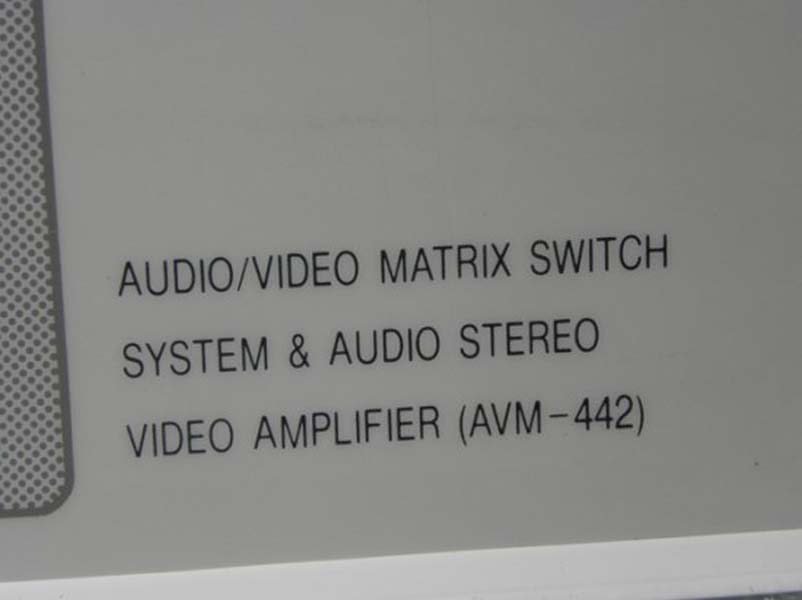 AUDIO/VIDEO MATRIX SWITCH
SYSTEM & AUDIO STEREO
VIDEO AMPLIFIER (AVM-442)